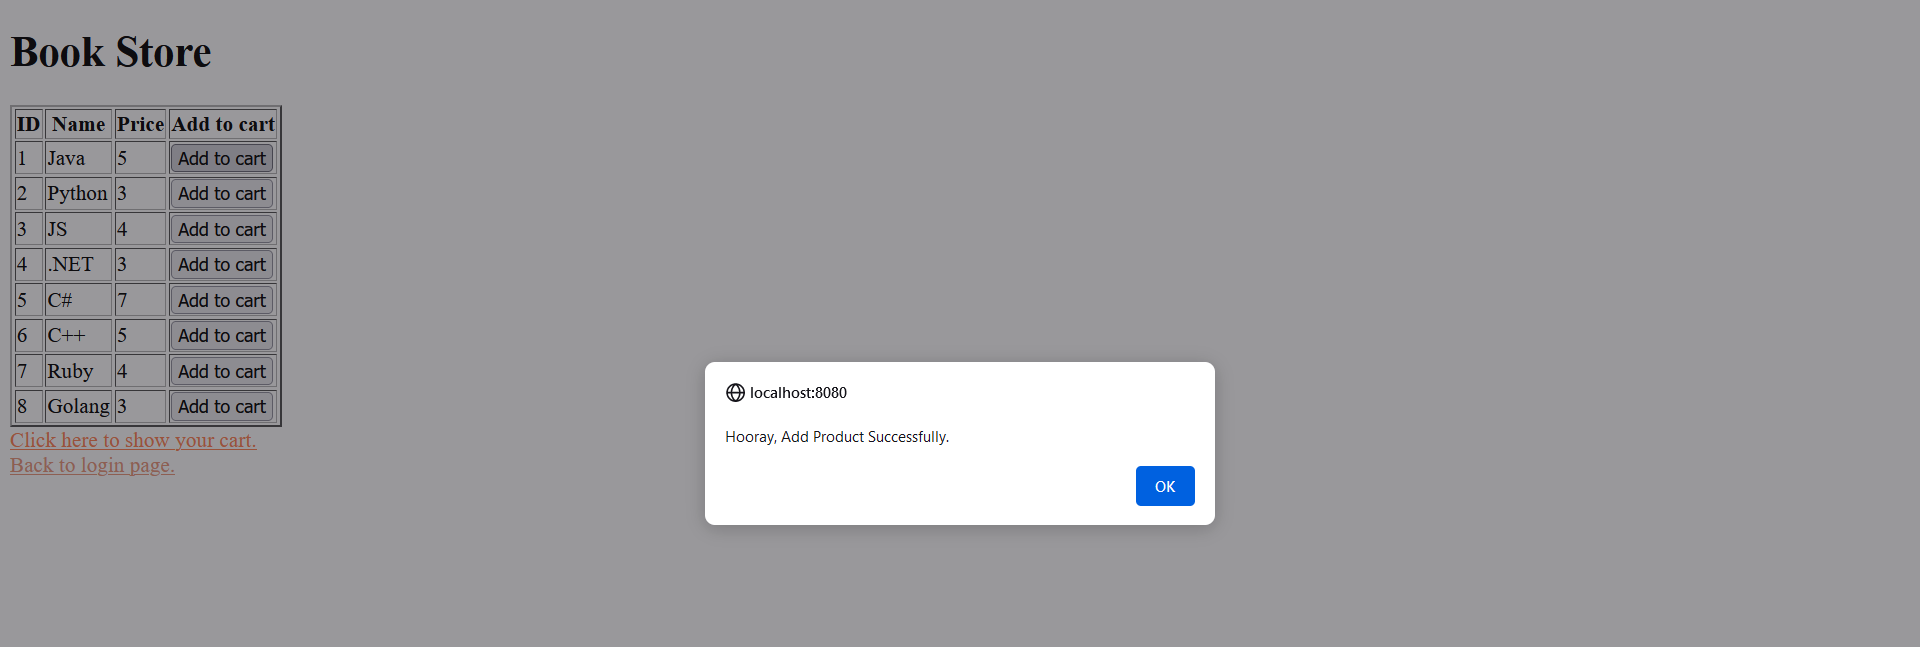 Book Store
ID Name Price Add to cart
1 Java 5 Add to cart
2 Python 3 Add to cart
3 JS 4 Add to cart
4 .NET 3 Add to cart
5 C# 7 Add to cart
6 C++ 5 Add to cart
7 Ruby 4 Add to cart
8 Golang 3 Add to cart
Click here to show your cart.
Back to login page.
localhost:8080
Hooray, Add Product Successfully.
OK